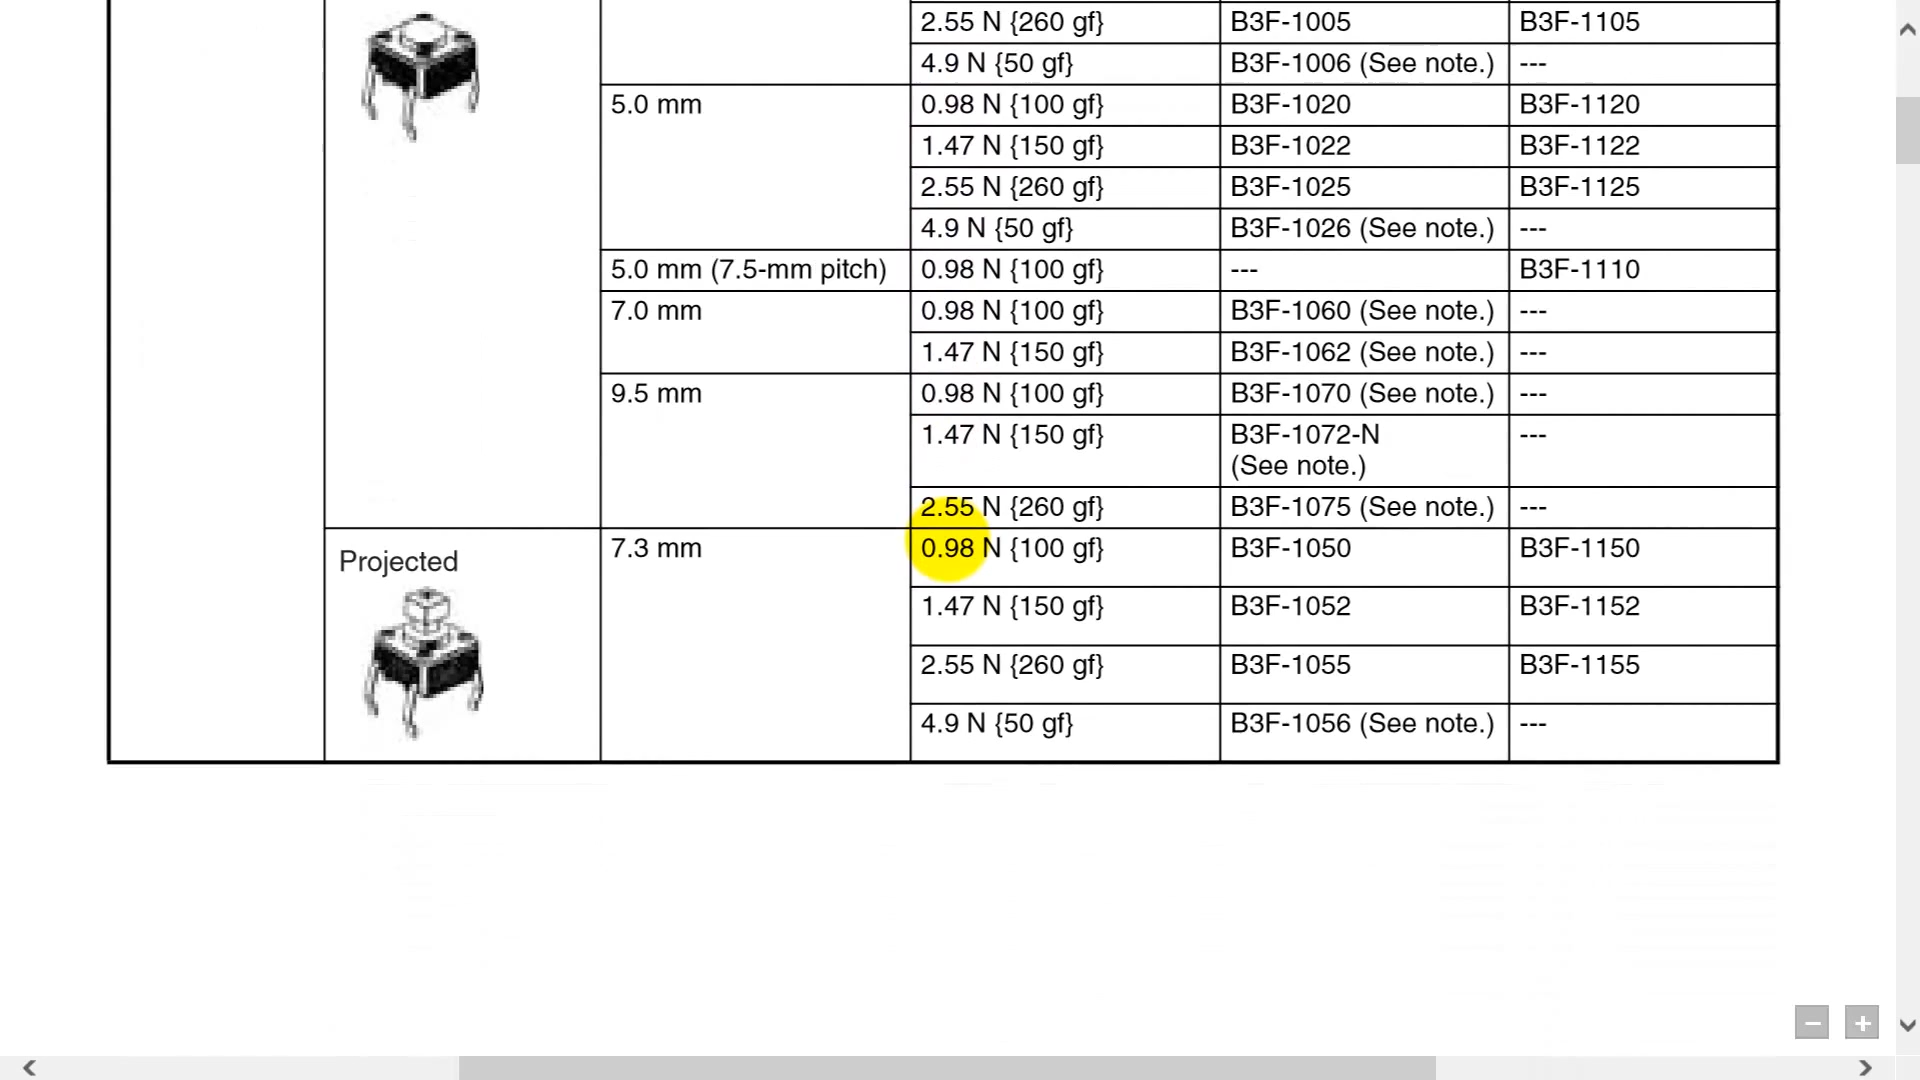 2.55 N {260 gf} B3F-1005 B3F-1105
4.9 N {50 gf} B3F-1006 (See note.) ---
5.0 mm 0.98 N {100 gf} B3F-1020 B3F-1120
1.47 N {150 gf} B3F-1022 B3F-1122
2.55 N {260 gf} B3F-1025 B3F-1125
4.9 N {50 gf} B3F-1026 (See note.) ---
5.0 mm (7.5-mm pitch) 0.98 N {100 gf} --- B3F-1110
7.0 mm 0.98 N {100 gf} B3F-1060 (See note.) ---
1.47 N {150 gf} B3F-1062 (See note.) ---
9.5 mm 0.98 N {100 gf} B3F-1070 (See note.) ---
1.47 N {150 gf} B3F-1072-N ---
(See note.)
2.55 N {260 gf} B3F-1075 (See note.) ---
Projected 7.3 mm 0.98 N {100 gf} B3F-1050 B3F-1150
1.47 N {150 gf} B3F-1052 B3F-1152
2.55 N {260 gf} B3F-1055 B3F-1155
4.9 N {50 gf} B3F-1056 (See note.) ---